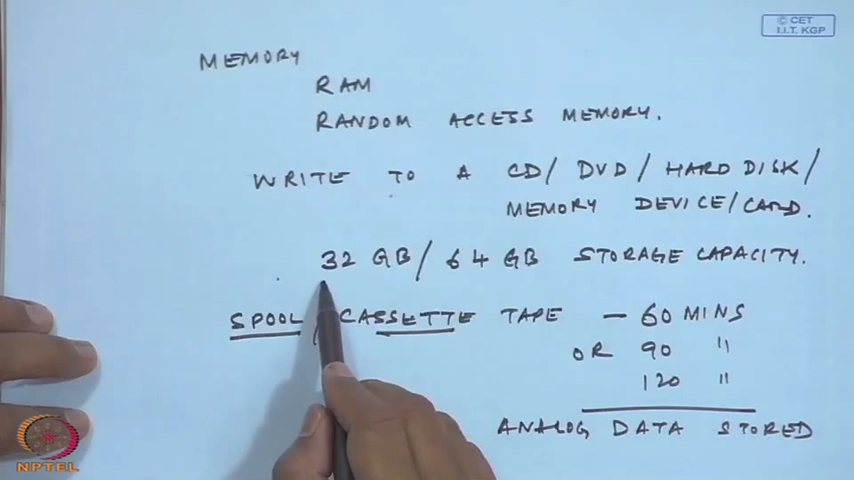 © CET
I.I.T. KGP
MEMORY
RAM
RANDOM ACCESS MEMORY.
WRITE TO A CD/ DVD/ HARD DISK/
MEMORY DEVICE/CARD.
32 GB/ 64 GB STORAGE CAPACITY.
SPOOL / CASSETTE TAPE - 60 MINS
OR 90 "
120 "
ANALOG DATA STORED
NPTEL